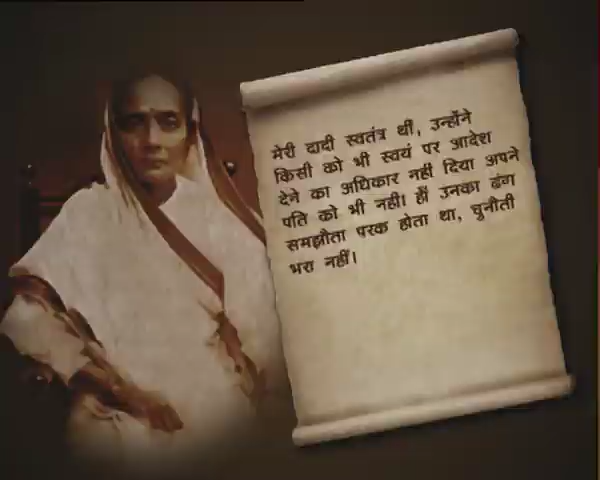 मेरी दादी स्वतंत्र थीं, उन्होंने
किसी को भी स्वयं पर आदेश
देने का अधिकार नहीं दिया अपने
पति को भी नहीं। हाँ उनका ढंग
समझौता परक होता था, चुनौती
भरा नहीं।